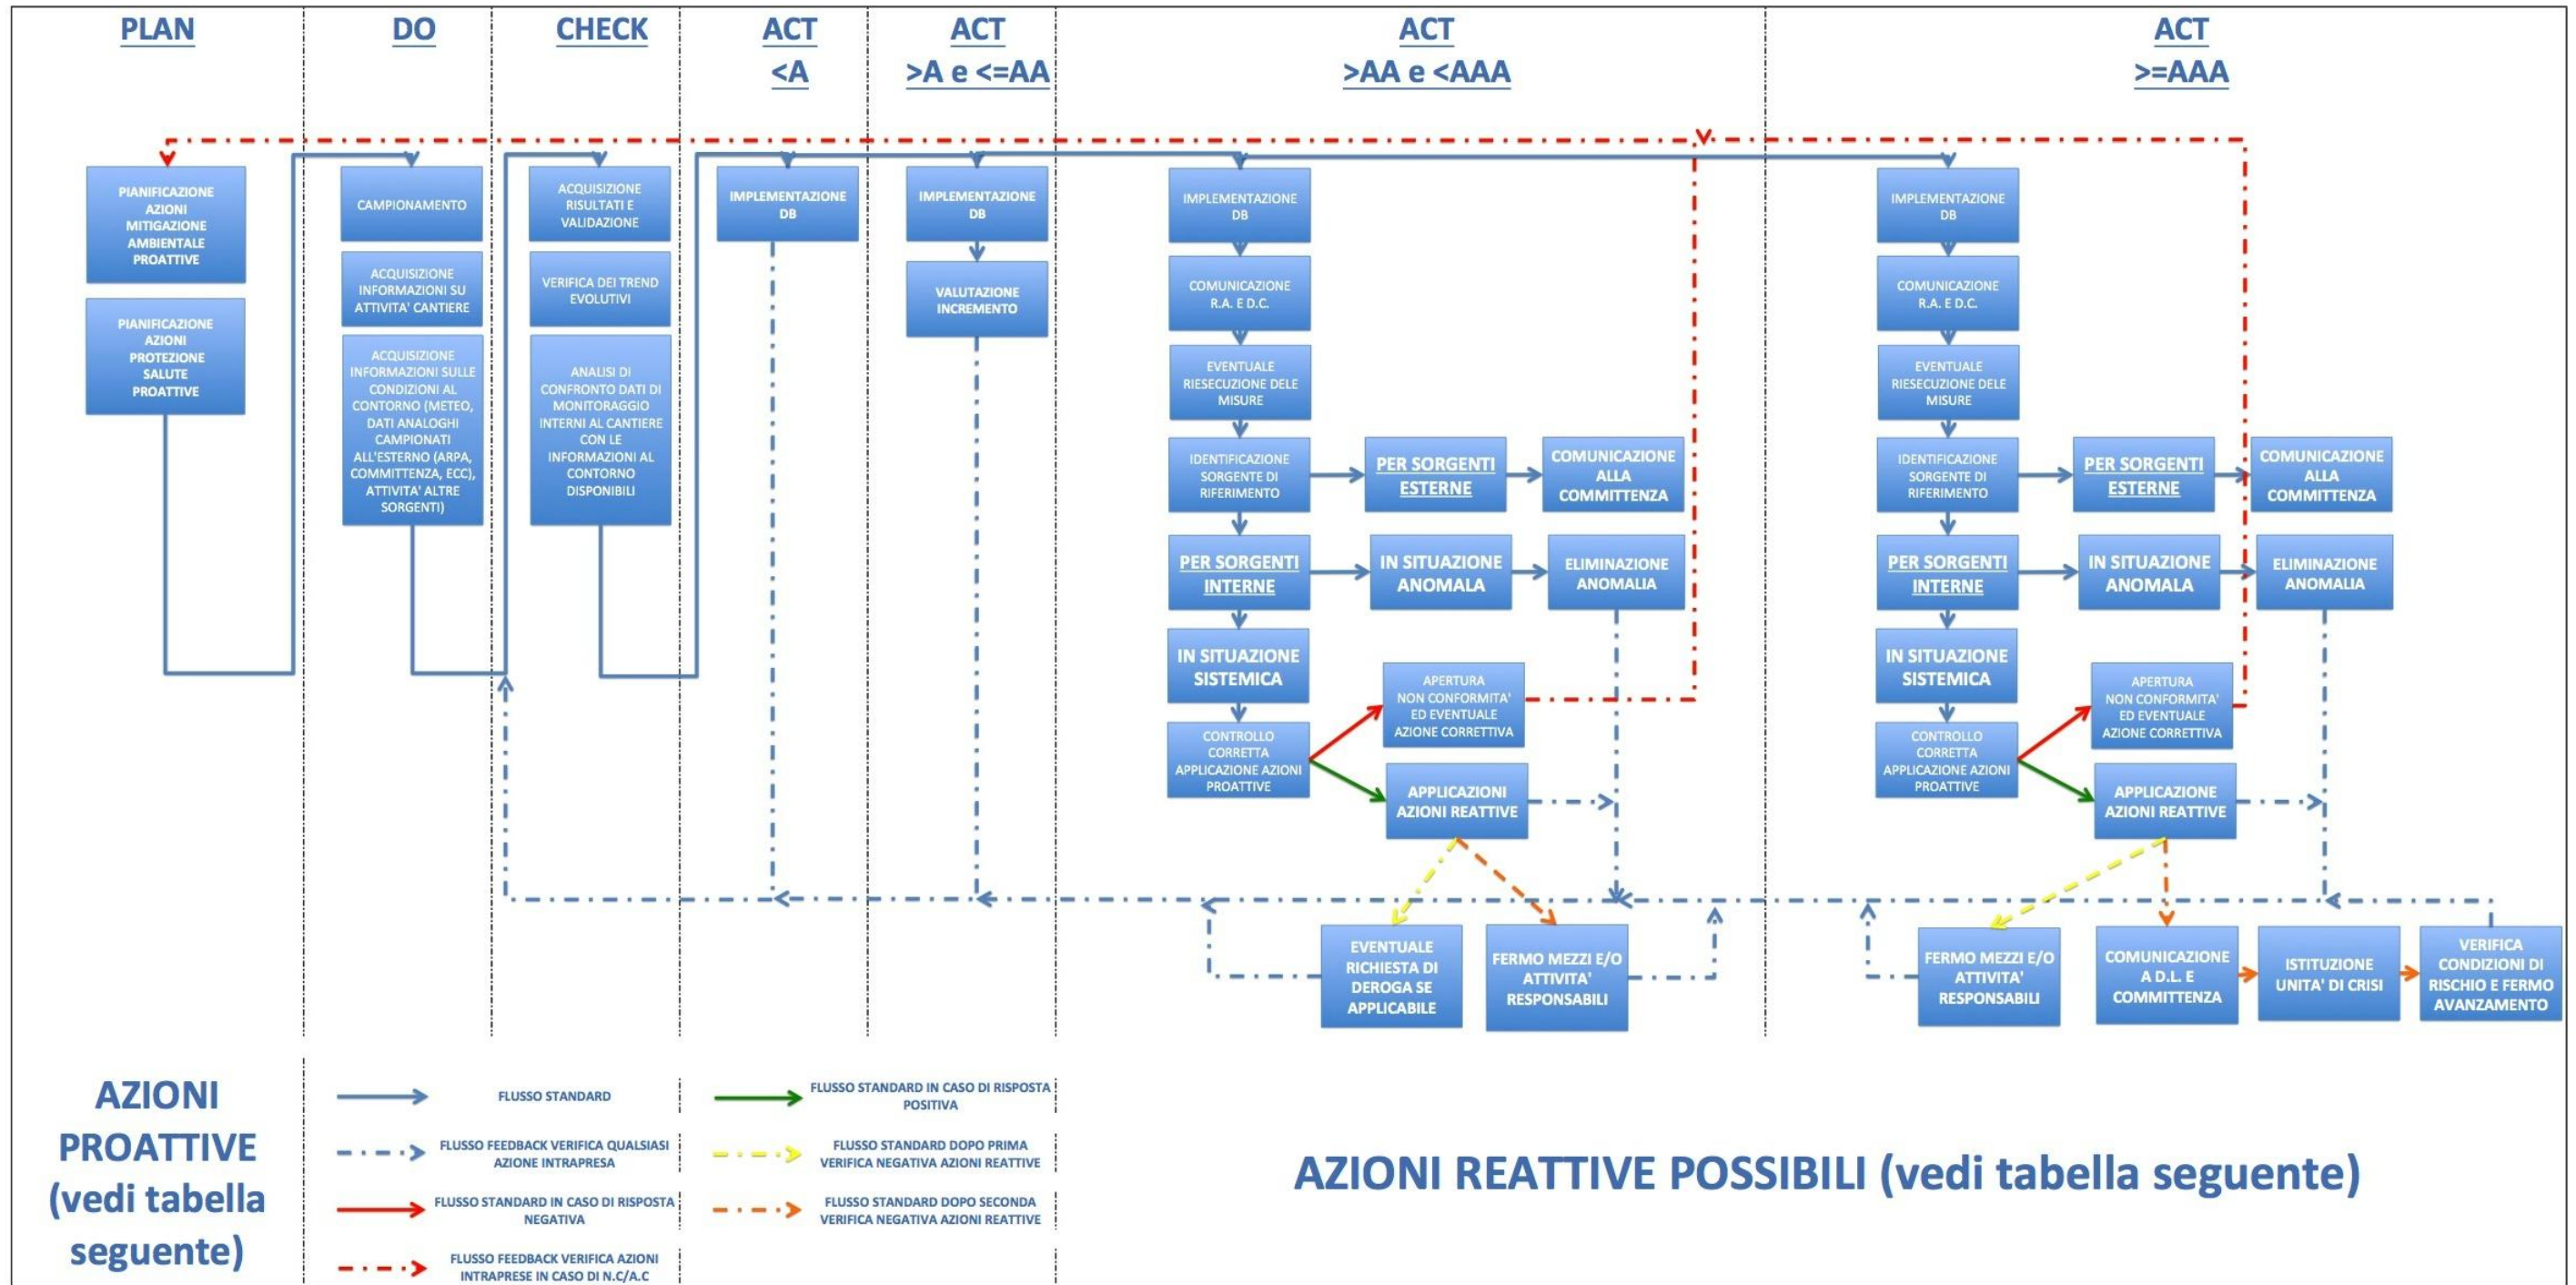 PLAN
DO
CHECK
ACT
<A
ACT
>A e <=AA
ACT
>AA e <AAA
ACT
>=AAA
PIANIFICAZIONE
AZIONI
MITIGAZIONE
AMBIENTALE
PROATTIVE
PIANIFICAZIONE
AZIONI
PROTEZIONE
SALUTE
PROATTIVE
CAMPIONAMENTO
ACQUISIZIONE
INFORMAZIONI SU
ATTIVITA' CANTIERE
ACQUISIZIONE
INFORMAZIONI SULLE
CONDIZIONI AL
CONTORNO (METEO,
DATI ANALOGHI
CAMPIONATI
ALL'ESTERNO (ARPA,
COMMITTENZA, ECC),
ATTIVITA' ALTRE
SORGENTI)
ACQUISIZIONE
RISULTATI E
VALIDAZIONE
VERIFICA DEI TREND
EVOLUTIVI
ANALISI DI
CONFRONTO DATI DI
MONITORAGGIO
INTERNI AL CANTIERE
CON LE
INFORMAZIONI AL
CONTORNO
DISPONIBILI
IMPLEMENTAZIONE
DB
IMPLEMENTAZIONE
DB
VALUTAZIONE
INCREMENTO
IMPLEMENTAZIONE
DB
COMUNICAZIONE
R.A. E D.C.
EVENTUALE
RIESECUZIONE DELE
MISURE
IDENTIFICAZIONE
SORGENTE DI
RIFERIMENTO
PER SORGENTI
ESTERNE
COMUNICAZIONE
ALLA
COMMITTENZA
PER SORGENTI
INTERNE
IN SITUAZIONE
ANOMALA
ELIMINAZIONE
ANOMALIA
IN SITUAZIONE
SISTEMICA
CONTROLLO
CORRETTA
APPLICAZIONE AZIONI
PROATTIVE
APERTURA
NON CONFORMITA'
ED EVENTUALE
AZIONE CORRETTIVA
APPLICAZIONI
AZIONI REATTIVE
EVENTUALE
RICHIESTA DI
DEROGA SE
APPLICABILE
FERMO MEZZI E/O
ATTIVITA'
RESPONSABILI
IMPLEMENTAZIONE
DB
COMUNICAZIONE
R.A. E D.C.
EVENTUALE
RIESECUZIONE DELE
MISURE
IDENTIFICAZIONE
SORGENTE DI
RIFERIMENTO
PER SORGENTI
ESTERNE
COMUNICAZIONE
ALLA
COMMITTENZA
PER SORGENTI
INTERNE
IN SITUAZIONE
ANOMALA
ELIMINAZIONE
ANOMALIA
IN SITUAZIONE
SISTEMICA
CONTROLLO
CORRETTA
APPLICAZIONE AZIONI
PROATTIVE
APERTURA
NON CONFORMITA'
ED EVENTUALE
AZIONE CORRETTIVA
APPLICAZIONE
AZIONI REATTIVE
FERMO MEZZI E/O
ATTIVITA'
RESPONSABILI
COMUNICAZIONE
A D.L. E
COMMITTENZA
ISTITUZIONE
UNITA' DI CRISI
VERIFICA
CONDIZIONI DI
RISCHIO E FERMO
AVANZAMENTO
AZIONI
PROATTIVE
(vedi tabella
seguente)
FLUSSO STANDARD
FLUSSO FEEDBACK VERIFICA QUALSIASI
AZIONE INTRAPRESA
FLUSSO STANDARD IN CASO DI RISPOSTA
NEGATIVA
FLUSSO FEEDBACK VERIFICA AZIONI
INTRAPRESE IN CASO DI N.C/A.C
FLUSSO STANDARD IN CASO DI RISPOSTA
POSITIVA
FLUSSO STANDARD DOPO PRIMA
VERIFICA NEGATIVA AZIONI REATTIVE
FLUSSO STANDARD DOPO SECONDA
VERIFICA NEGATIVA AZIONI REATTIVE
AZIONI REATTIVE POSSIBILI (vedi tabella seguente)